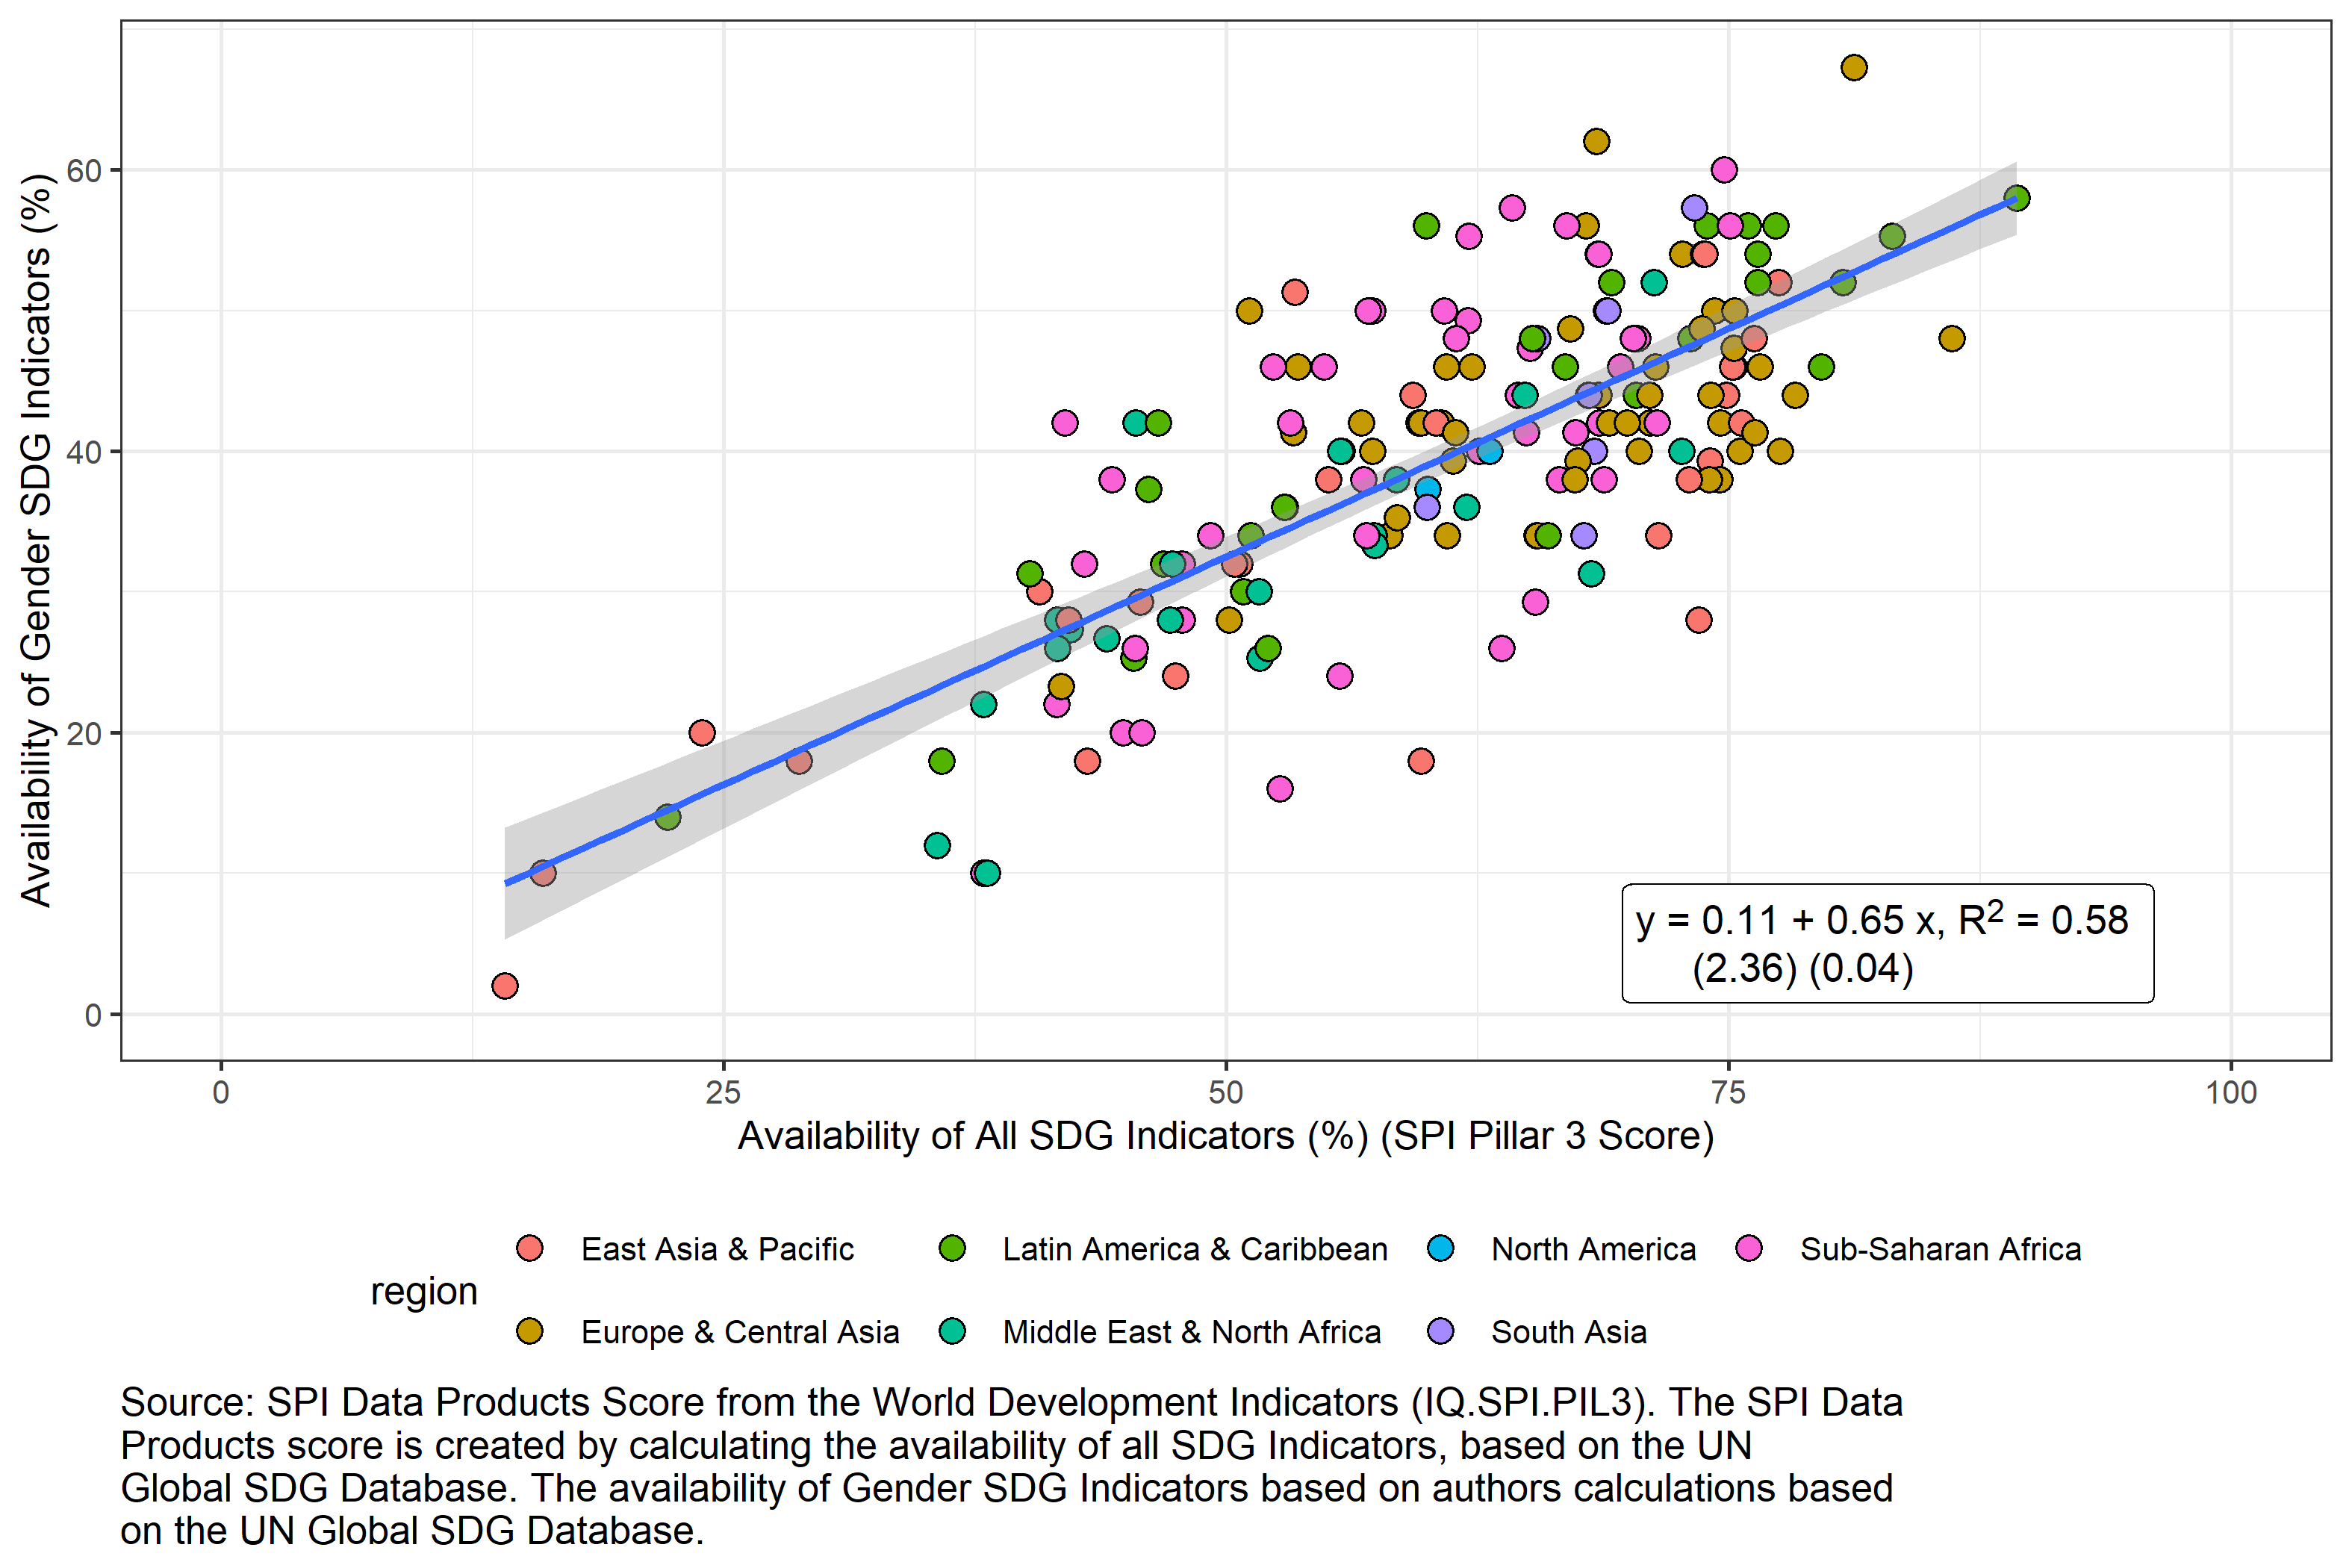 Availability of Gender SDG Indicators (%)
60
40
20
0
y = 0.11 + 0.65 x, R² = 0.58
(2.36) (0.04)
0
25
50
75
100
Availability of All SDG Indicators (%) (SPI Pillar 3 Score)
region
East Asia & Pacific
Latin America & Caribbean
North America
Sub-Saharan Africa
Europe & Central Asia
Middle East & North Africa
South Asia
Source: SPI Data Products Score from the World Development Indicators (IQ.SPI.PIL3). The SPI Data
Products score is created by calculating the availability of all SDG Indicators, based on the UN
Global SDG Database. The availability of Gender SDG Indicators based on authors calculations based
on the UN Global SDG Database.